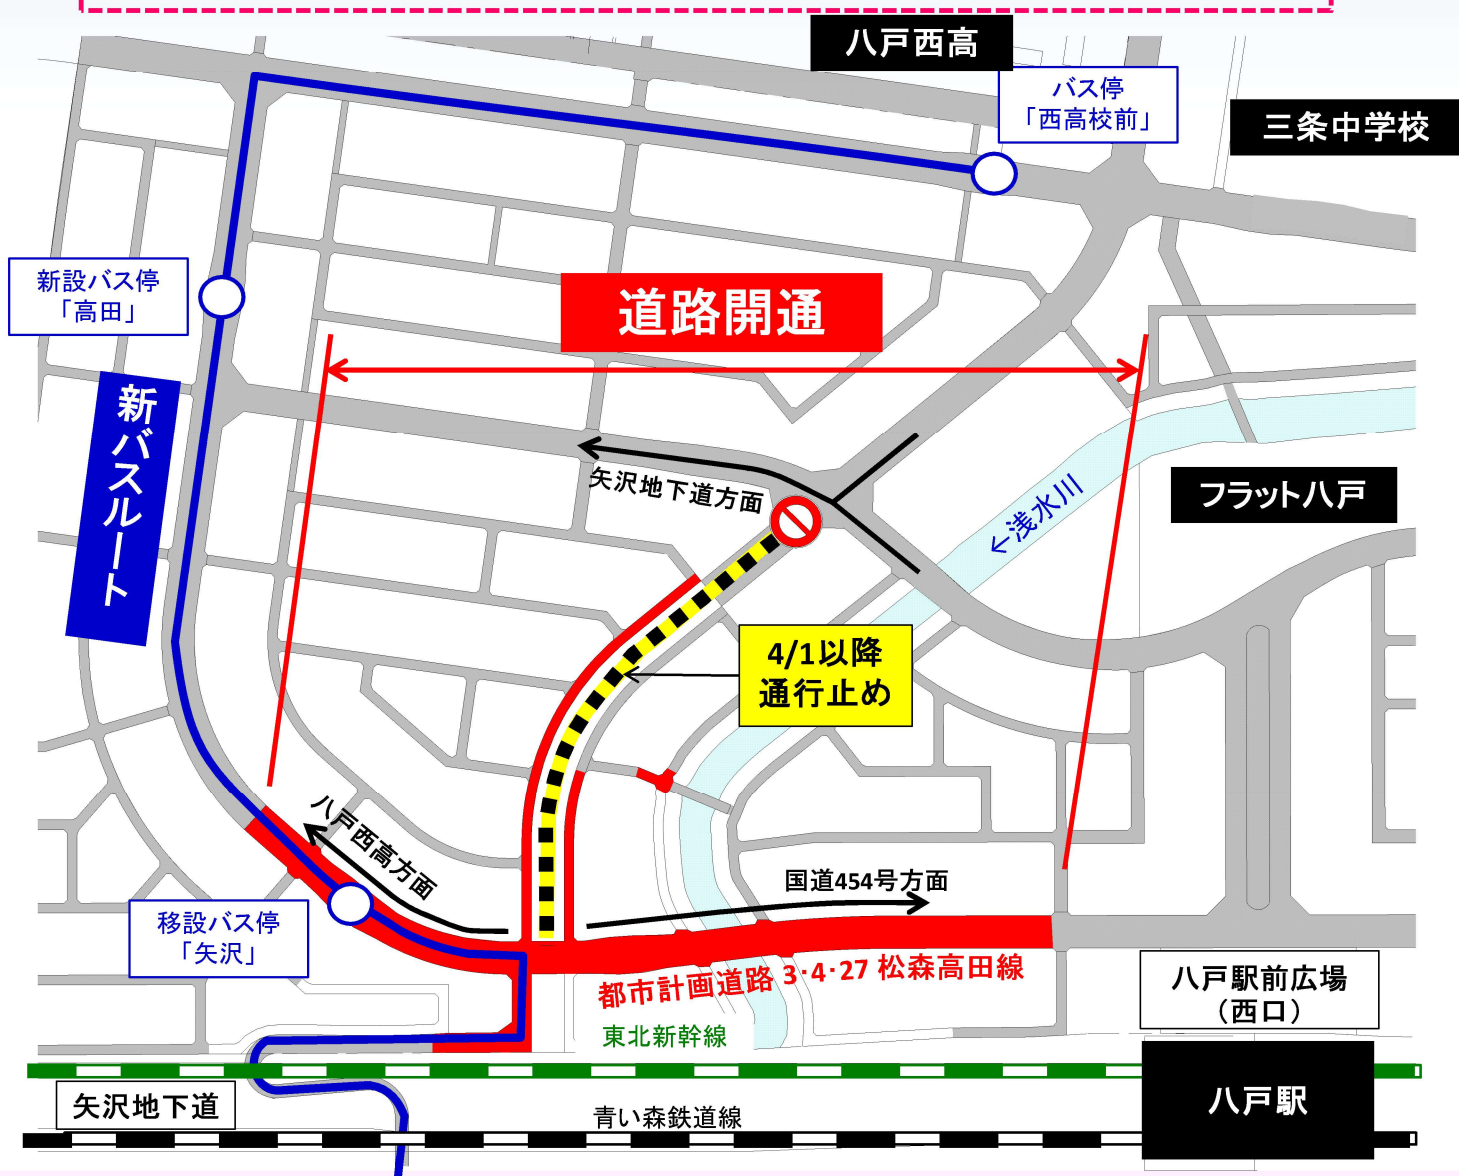 八戸西高
バス停
「西高校前」
三条中学校
新設バス停
「高田」
道路開通
新バスルート
矢沢地下道方面
←浅水川
フラット八戸
4/1以降
通行止め
八戸西高方面
国道454号方面
移設バス停
「矢沢」
都市計画道路 3・4・27 松森高田線
八戸駅前広場
（西口）
東北新幹線
矢沢地下道
青い森鉄道線
八戸駅